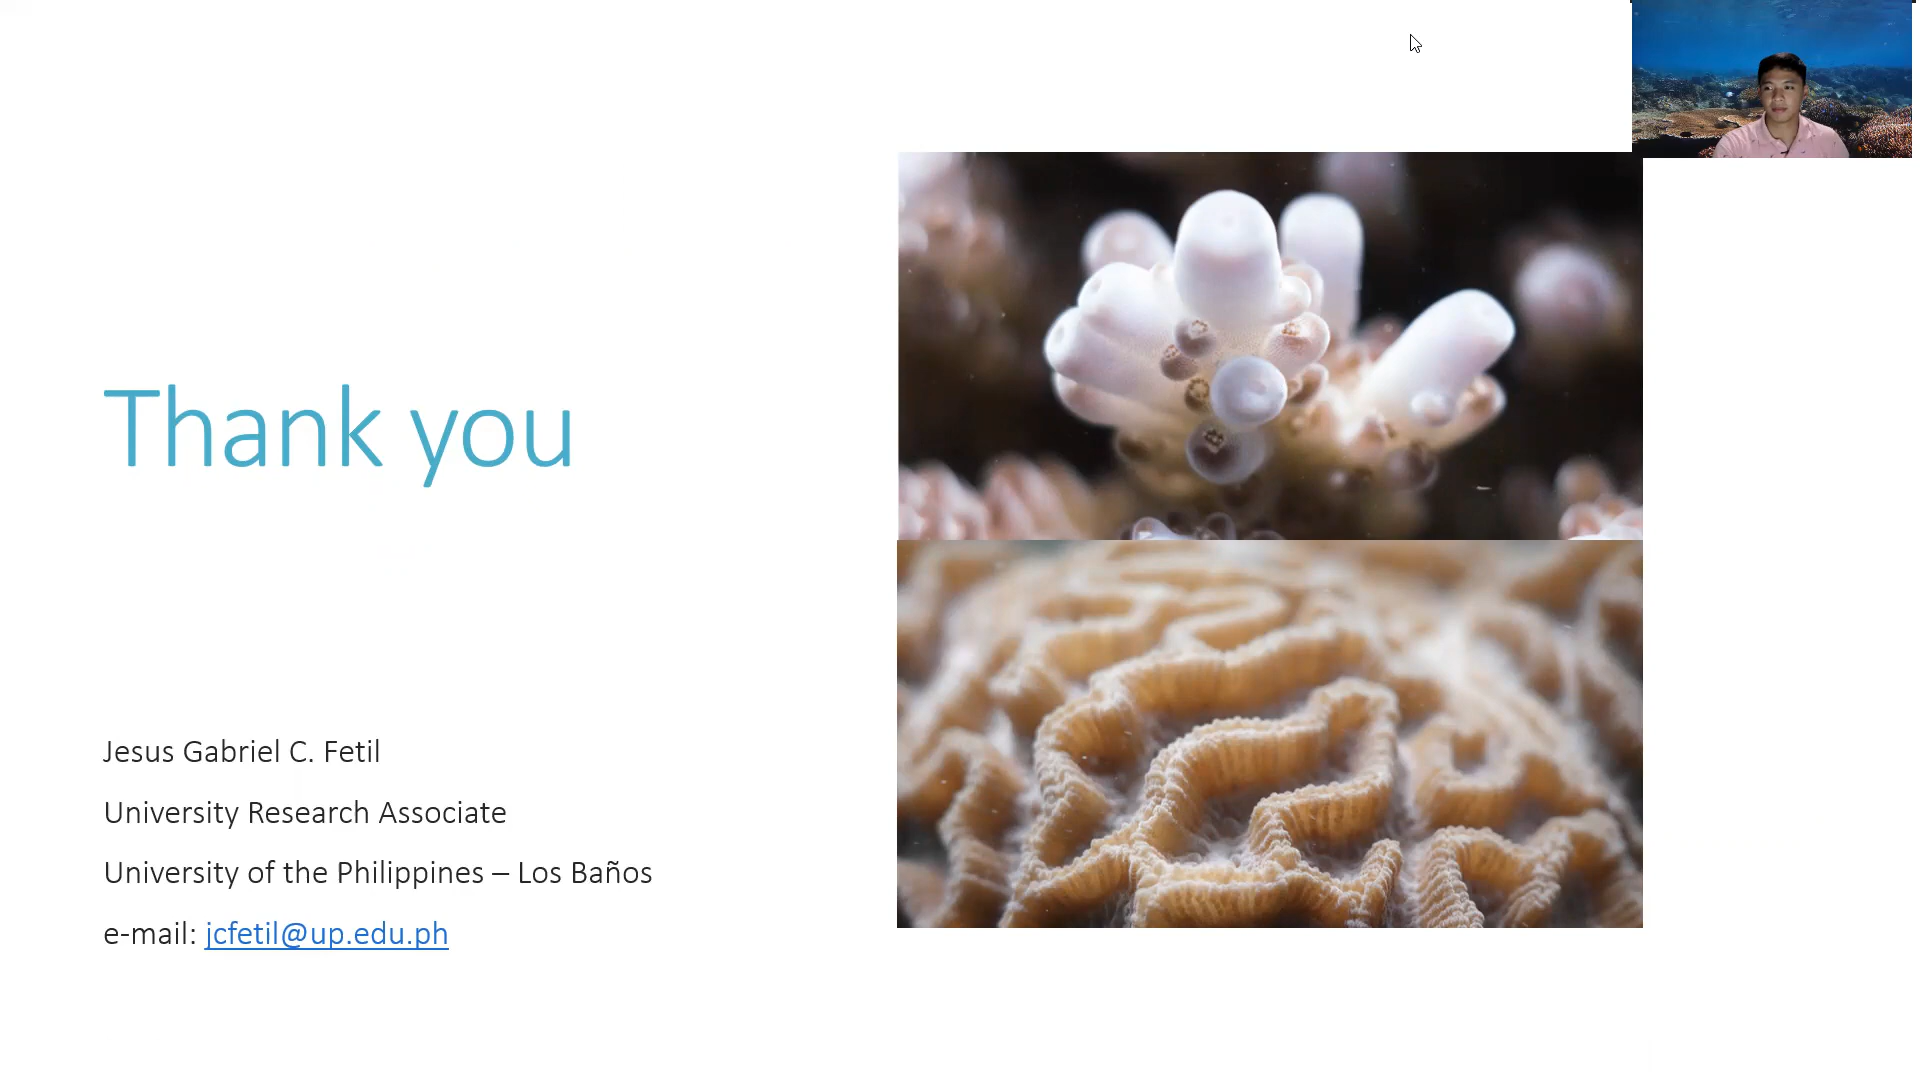 Thank you
Jesus Gabriel C. Fetil
University Research Associate
University of the Philippines – Los Baños
e-mail: jcfetil@up.edu.ph